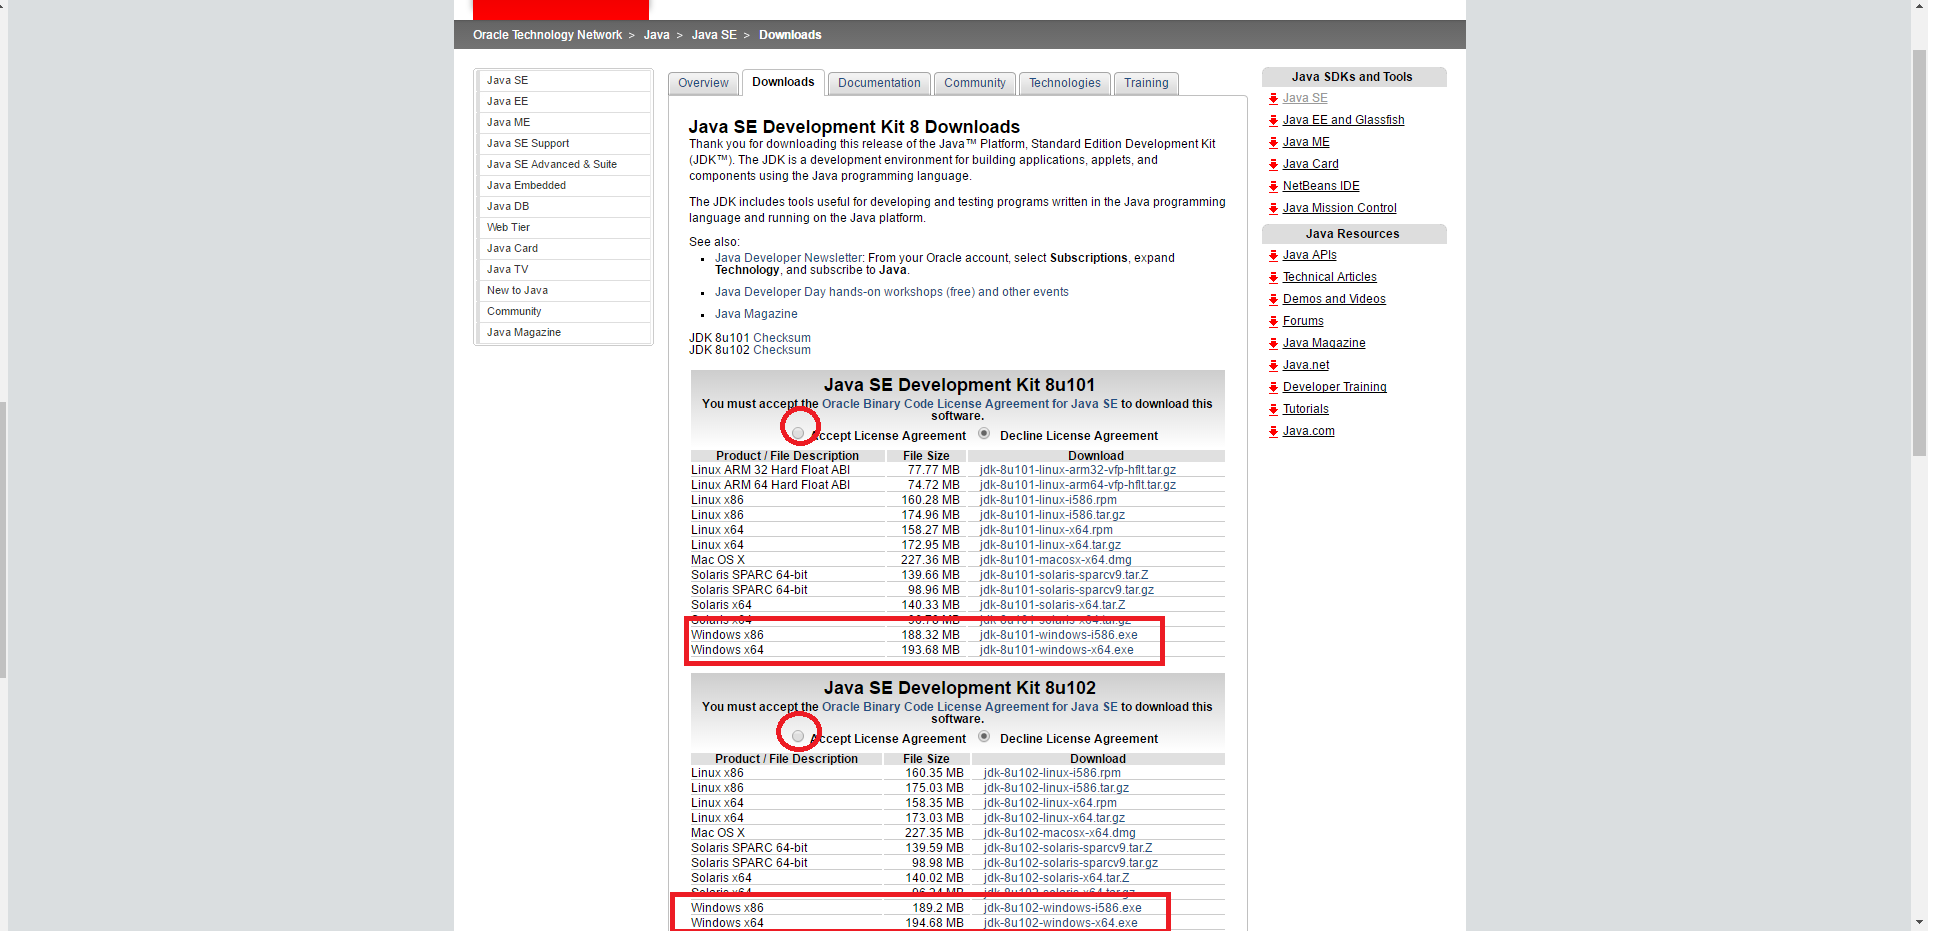 Oracle Technology Network > Java > Java SE > Downloads
Java SE
Java EE
Java ME
Java SE Support
Java SE Advanced & Suite
Java Embedded
Java DB
Web Tier
Java Card
Java TV
New to Java
Community
Java Magazine
Overview Downloads Documentation Community Technologies Training
Java SE Development Kit 8 Downloads
Thank you for downloading this release of the Java™ Platform, Standard Edition Development Kit
(JDK™). The JDK is a development environment for building applications, applets, and
components using the Java programming language.
The JDK includes tools useful for developing and testing programs written in the Java programming
language and running on the Java platform.
See also:
Java Developer Newsletter: From your Oracle account, select Subscriptions, expand
Technology, and subscribe to Java.
Java Developer Day hands-on workshops (free) and other events
Java Magazine
JDK 8u101 Checksum
JDK 8u102 Checksum
Java SE Development Kit 8u101
You must accept the Oracle Binary Code License Agreement for Java SE to download this
software.
Accept License Agreement Decline License Agreement
Product / File Description File Size Download
Linux ARM 32 Hard Float ABI 77.77 MB jdk-8u101-linux-arm32-vfp-hflt.tar.gz
Linux ARM 64 Hard Float ABI 74.72 MB jdk-8u101-linux-arm64-vfp-hflt.tar.gz
Linux x86 160.28 MB jdk-8u101-linux-i586.rpm
Linux x86 174.96 MB jdk-8u101-linux-i586.tar.gz
Linux x64 158.27 MB jdk-8u101-linux-x64.rpm
Linux x64 172.95 MB jdk-8u101-linux-x64.tar.gz
Mac OS X 227.36 MB jdk-8u101-macosx-x64.dmg
Solaris SPARC 64-bit 139.66 MB jdk-8u101-solaris-sparcv9.tar.Z
Solaris SPARC 64-bit 98.96 MB jdk-8u101-solaris-sparcv9.tar.gz
Solaris x64 140.33 MB jdk-8u101-solaris-x64.tar.Z
Solaris x64 96.78 MB jdk-8u101-solaris-x64.tar.gz
Windows x86 188.32 MB jdk-8u101-windows-i586.exe
Windows x64 193.68 MB jdk-8u101-windows-x64.exe
Java SE Development Kit 8u102
You must accept the Oracle Binary Code License Agreement for Java SE to download this
software.
Accept License Agreement Decline License Agreement
Product / File Description File Size Download
Linux x86 160.35 MB jdk-8u102-linux-i586.rpm
Linux x86 175.03 MB jdk-8u102-linux-i586.tar.gz
Linux x64 158.35 MB jdk-8u102-linux-x64.rpm
Linux x64 173.03 MB jdk-8u102-linux-x64.tar.gz
Mac OS X 227.35 MB jdk-8u102-macosx-x64.dmg
Solaris SPARC 64-bit 139.59 MB jdk-8u102-solaris-sparcv9.tar.Z
Solaris SPARC 64-bit 98.98 MB jdk-8u102-solaris-sparcv9.tar.gz
Solaris x64 140.02 MB jdk-8u102-solaris-x64.tar.Z
Solaris x64 96.24 MB jdk-8u102-solaris-x64.tar.gz
Windows x86 189.2 MB jdk-8u102-windows-i586.exe
Windows x64 194.68 MB jdk-8u102-windows-x64.exe
Java SDKs and Tools
Java SE
Java EE and Glassfish
Java ME
Java Card
NetBeans IDE
Java Mission Control
Java Resources
Java APIs
Technical Articles
Demos and Videos
Forums
Java Magazine
Java.net
Developer Training
Tutorials
Java.com